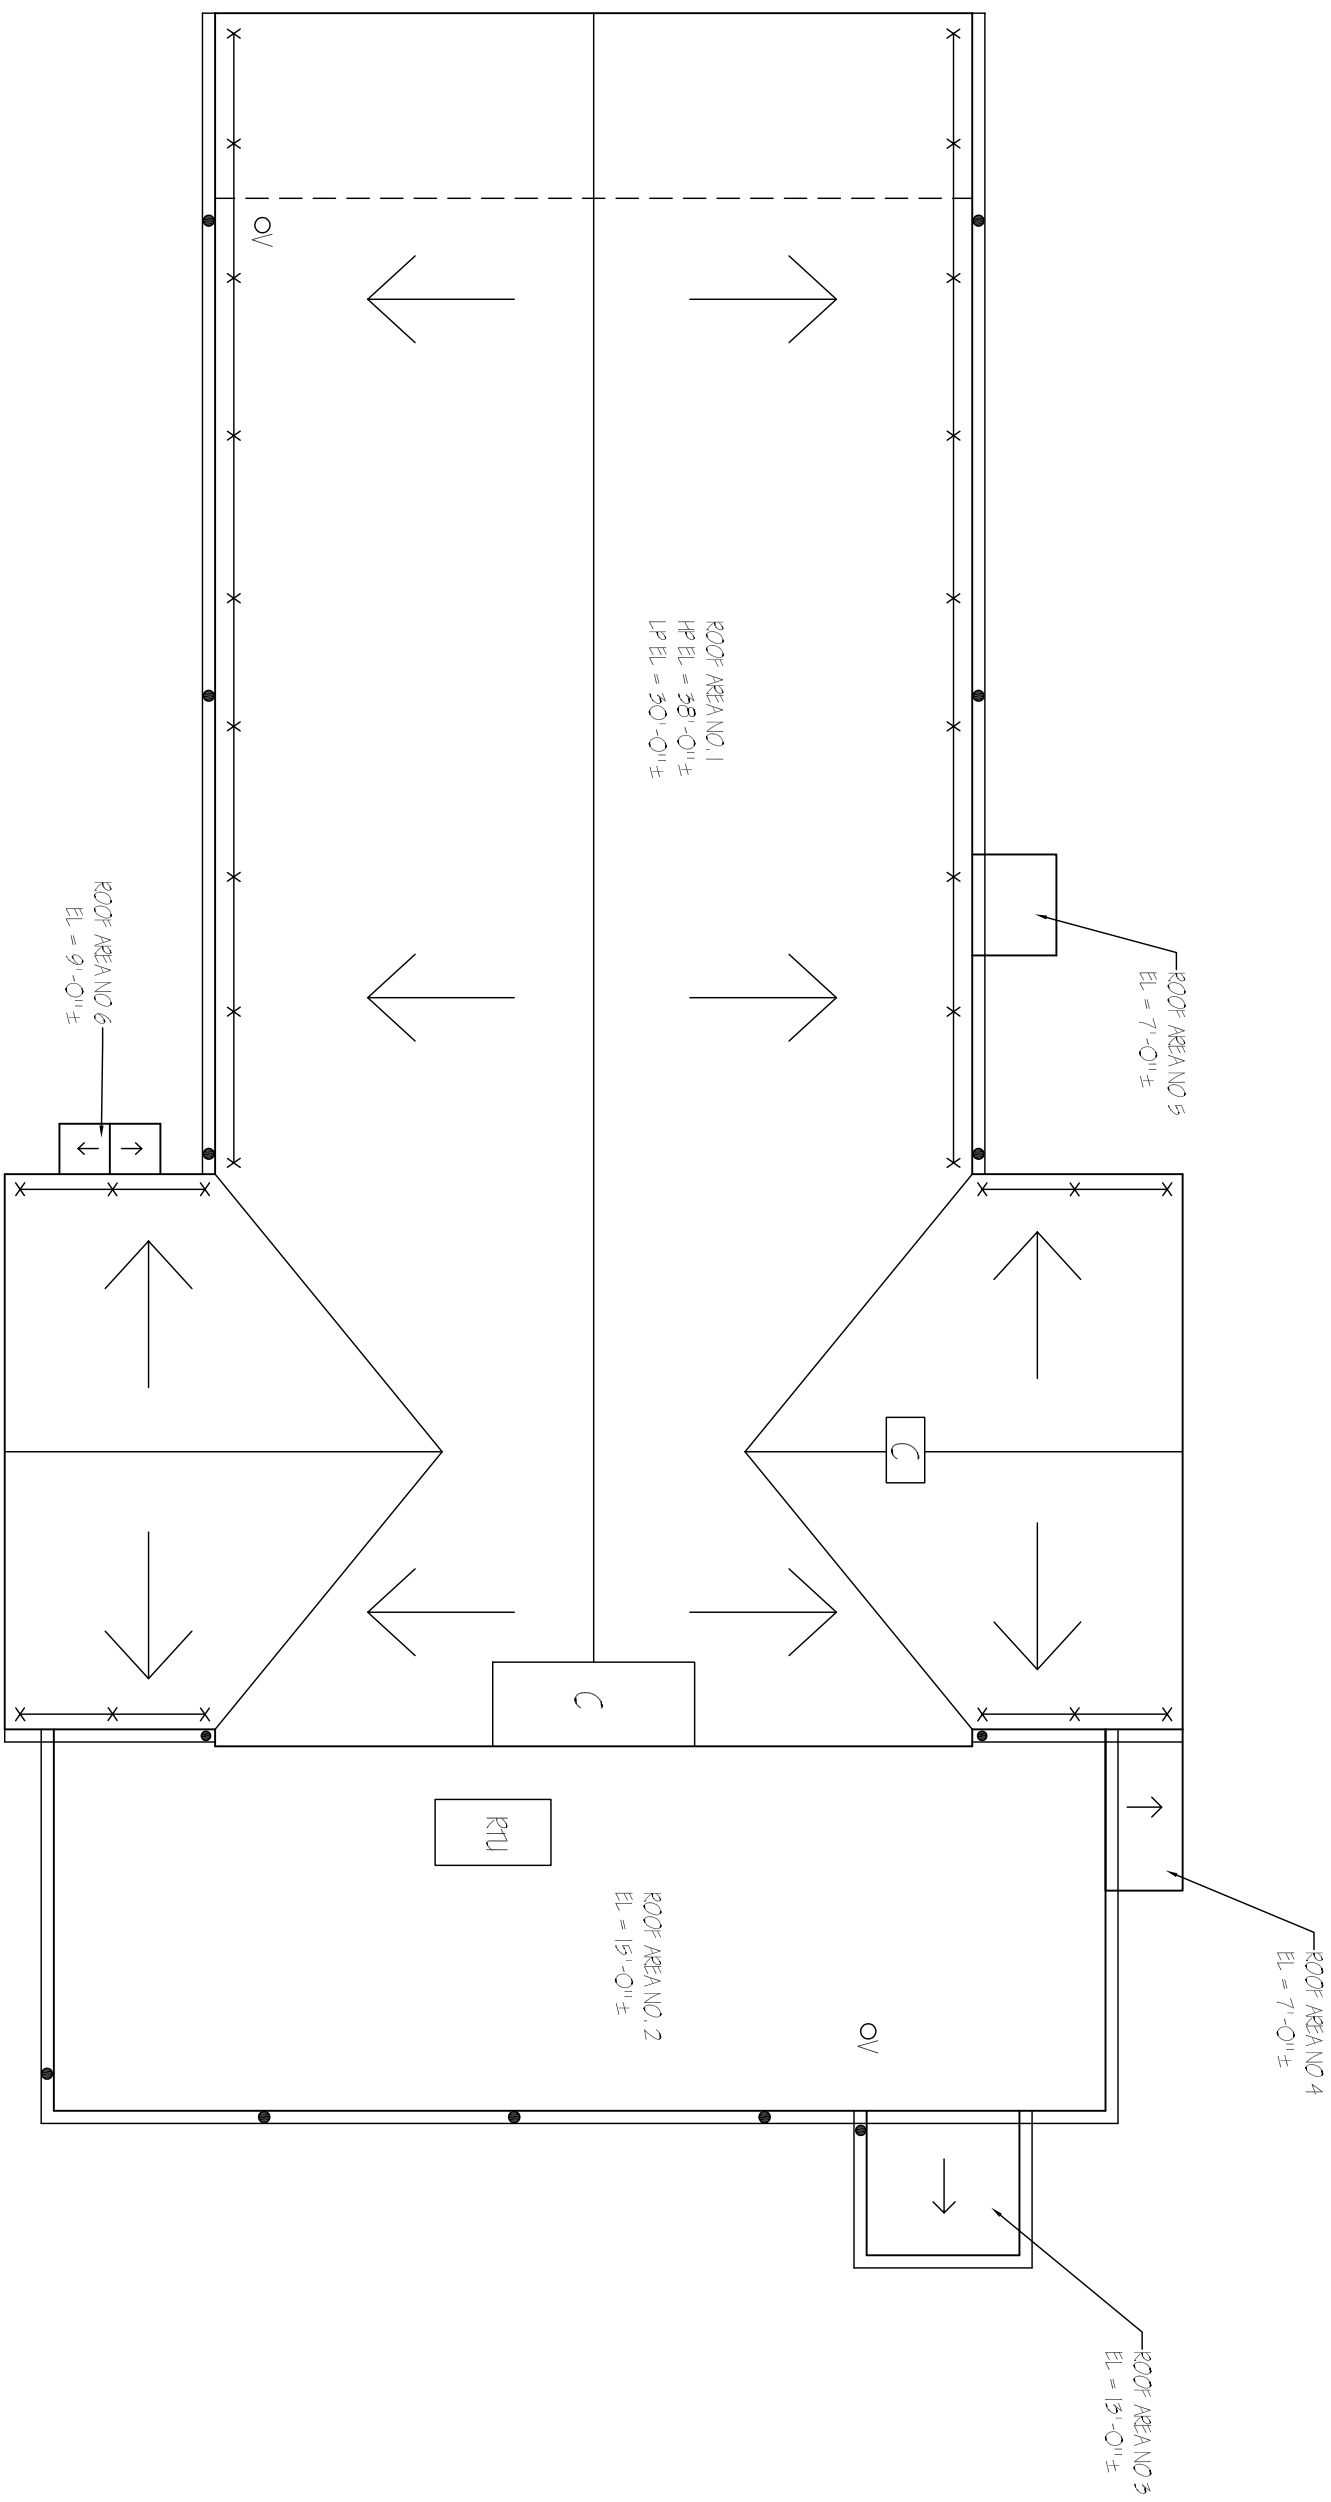 ROOF AREA NO. 1
HP EL = 38'-0"±
LP EL = 30'-0"±
ROOF AREA NO 5
EL = 7'-0"±
ROOF AREA NO 6
EL = 9'-0"±
C
C
RTU
ROOF AREA NO. 2
EL = 15'-0"±
ROOF AREA NO 4
EL = 7'-0"±
ROOF AREA NO 3
EL = 13'-0"±
V
V